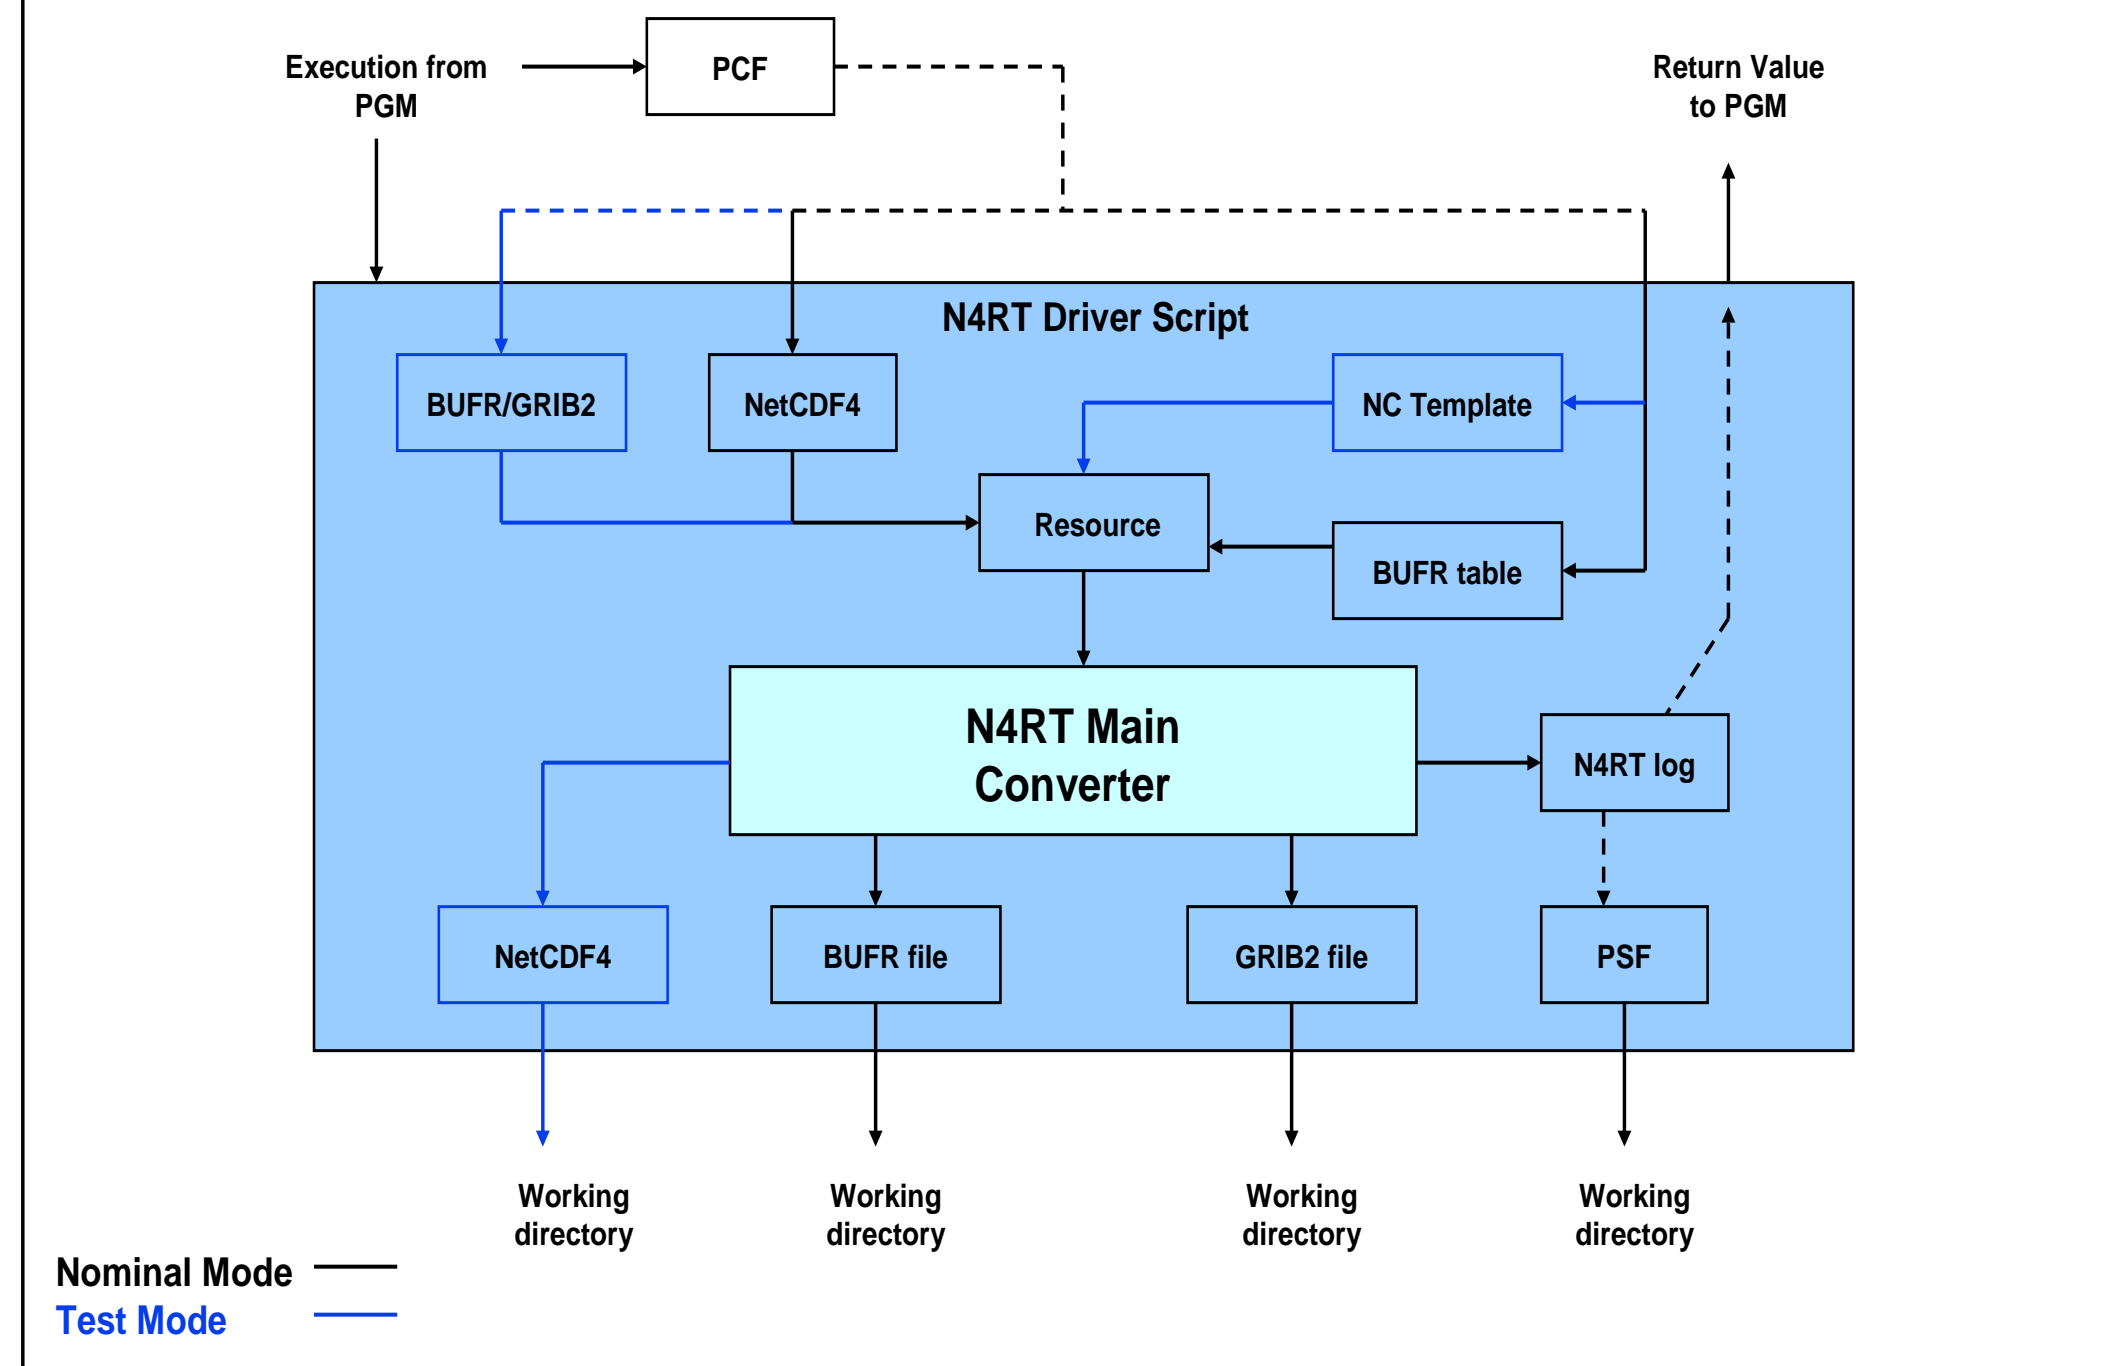 Execution from
PGM
PCF
Return Value
to PGM
N4RT Driver Script
BUFR/GRIB2
NetCDF4
NC Template
Resource
BUFR table
N4RT Main
Converter
N4RT log
NetCDF4
BUFR file
GRIB2 file
PSF
Working
directory
Working
directory
Working
directory
Working
directory
Nominal Mode
Test Mode